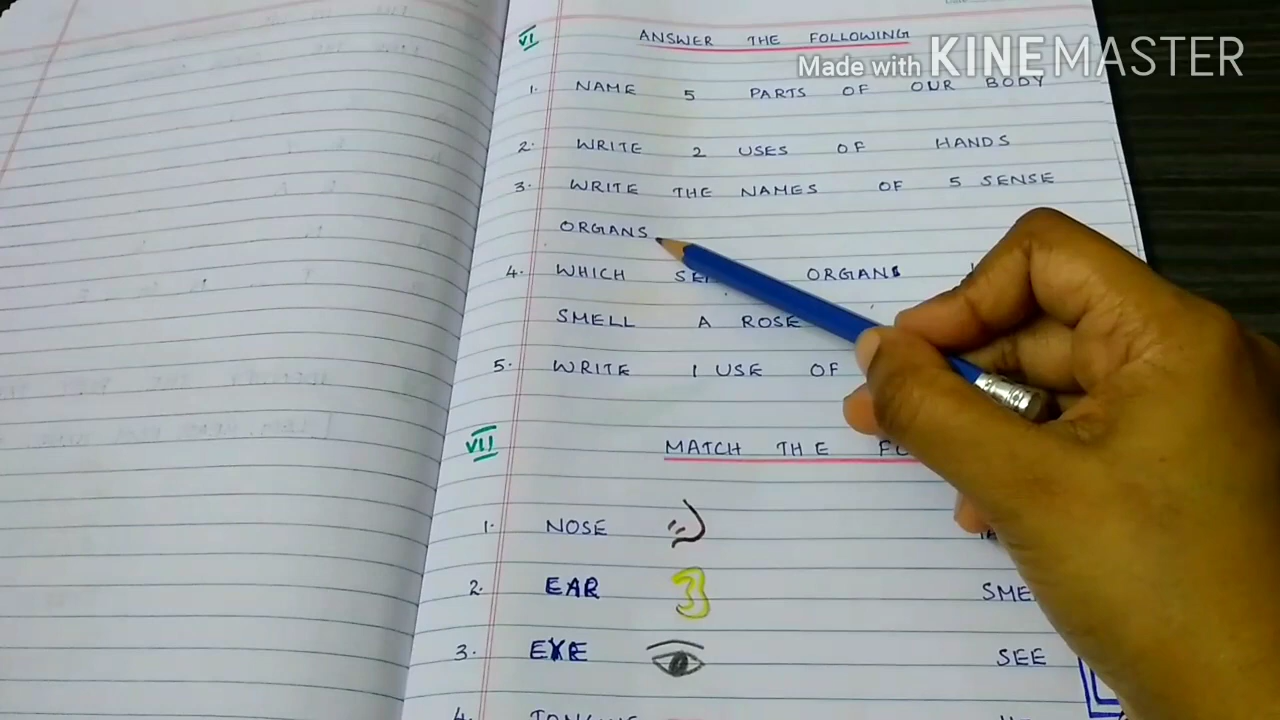 Made with KINEMASTER
VI ANSWER THE FOLLOWING
1. NAME 5 PARTS OF OUR BODY
2. WRITE 2 USES OF HANDS
3. WRITE THE NAMES OF 5 SENSE
ORGANS
4. WHICH ORGANS
SMELL A ROSE
5. WRITE 1 USE OF
VII MATCH THE
1. NOSE
2. EAR
3. EYE SEE
4. TONGUE